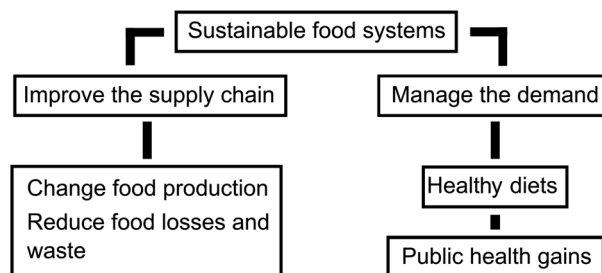 Sustainable food systems
Improve the supply chain
Manage the demand
Change food production
Reduce food losses and
waste
Healthy diets
Public health gains